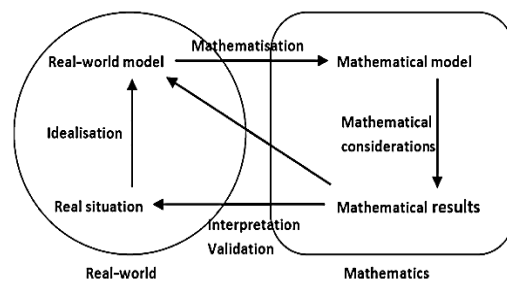 Mathematisation
Real-world model
Mathematical model
Idealisation
Mathematical
considerations
Real situation
Mathematical results
Interpretation
Validation
Real-world
Mathematics